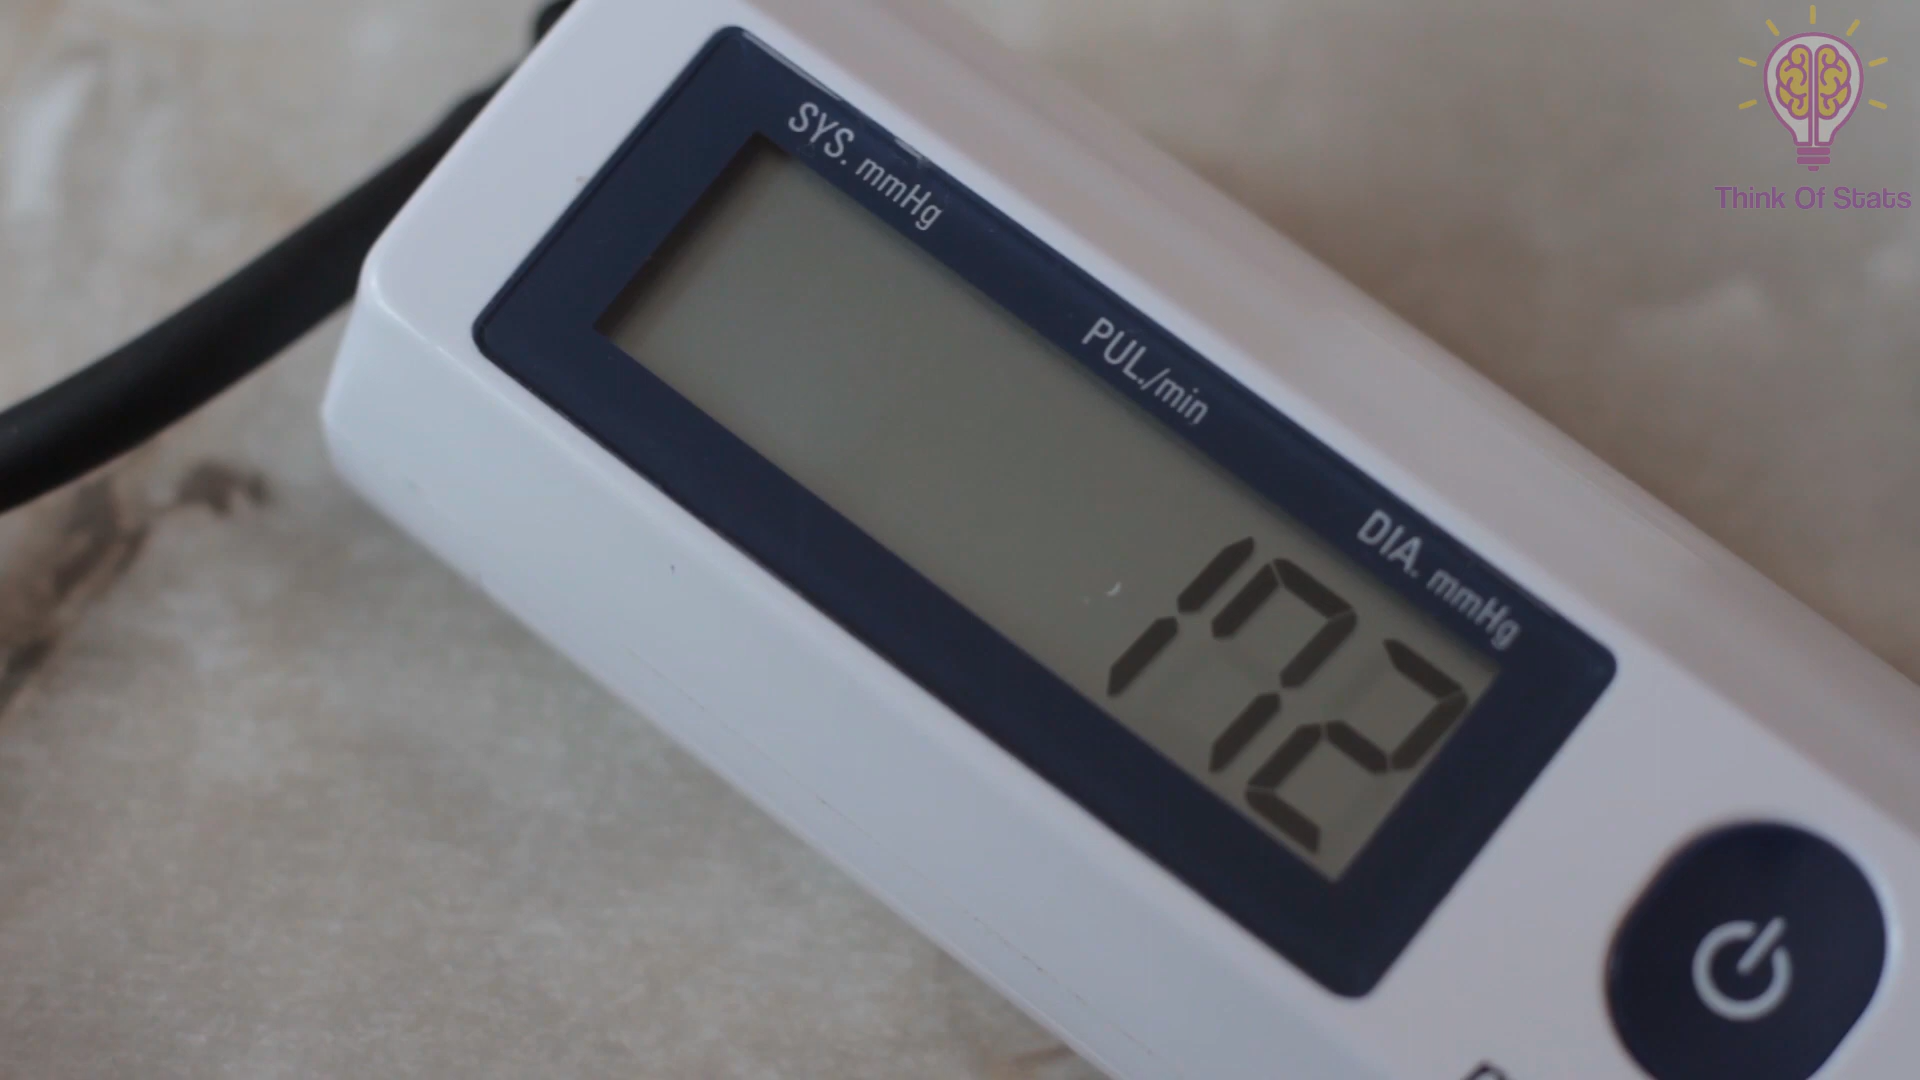 SYS. mmHg
PUL./min
DIA. mmHg
172
Think Of Stats